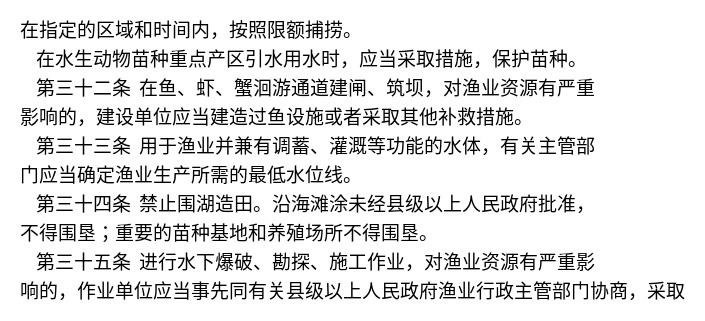 在指定的区域和时间内，按照限额捕捞。
在水生动物苗种重点产区引水用水时，应当采取措施，保护苗种。
第三十二条 在鱼、虾、蟹洄游通道建闸、筑坝，对渔业资源有严重
影响的，建设单位应当建造过鱼设施或者采取其他补救措施。
第三十三条 用于渔业并兼有调蓄、灌溉等功能的水体，有关主管部
门应当确定渔业生产所需的最低水位线。
第三十四条 禁止围湖造田。沿海滩涂未经县级以上人民政府批准，
不得围垦；重要的苗种基地和养殖场所不得围垦。
第三十五条 进行水下爆破、勘探、施工作业，对渔业资源有严重影
响的，作业单位应当事先同有关县级以上人民政府渔业行政主管部门协商，采取